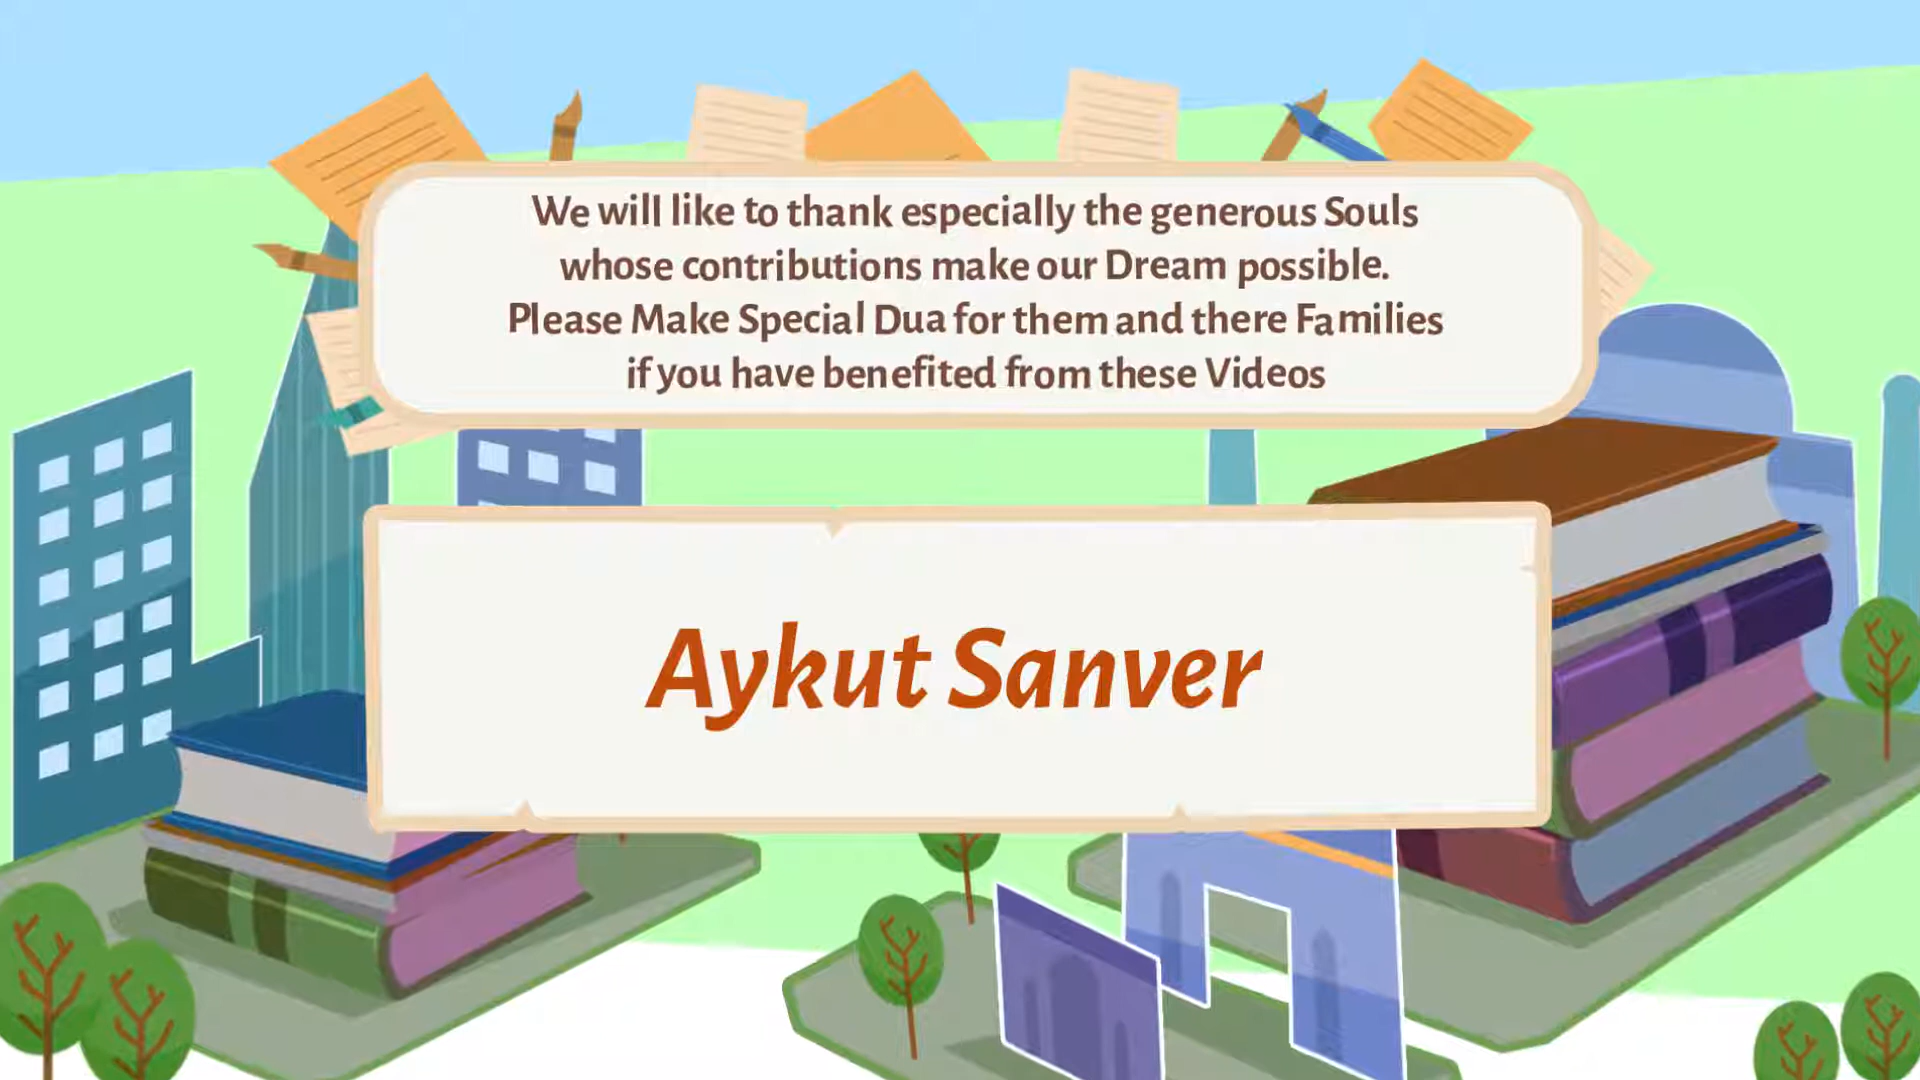 We will like to thank especially the generous Souls
whose contributions make our Dream possible.
Please Make Special Dua for them and there Families
if you have benefited from these Videos
Aykut Sanver